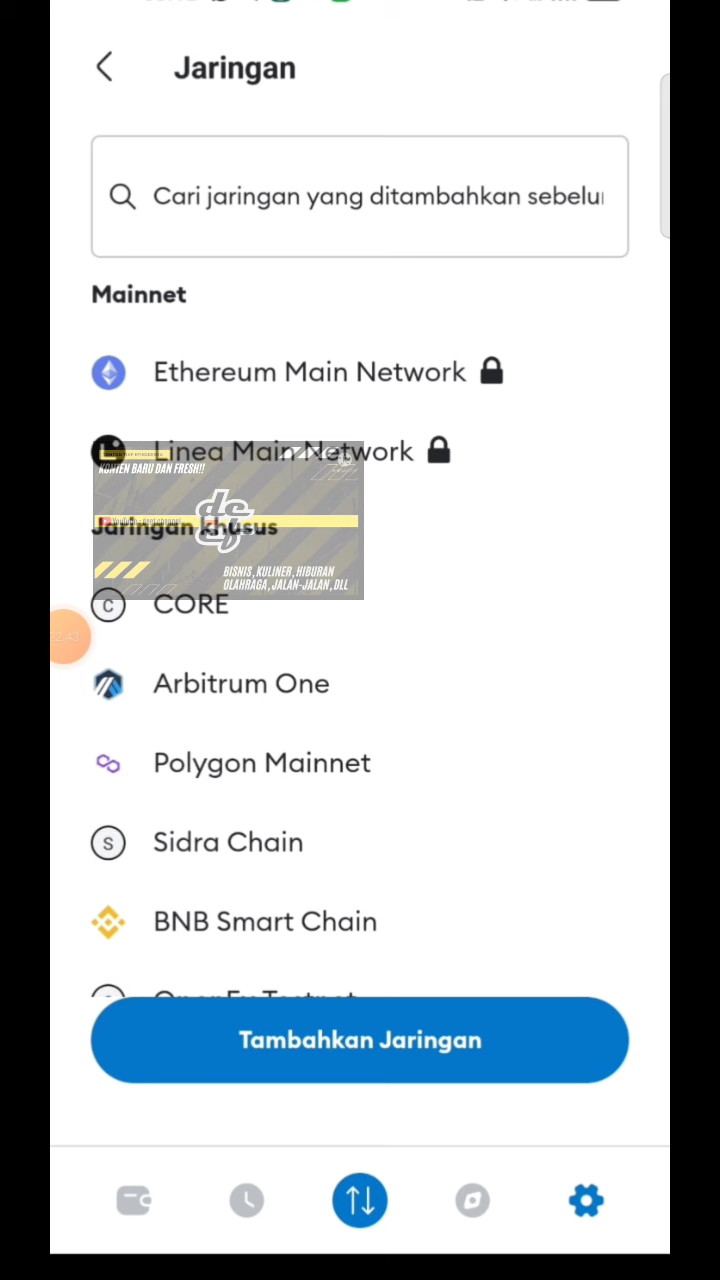 Jaringan
Cari jaringan yang ditambahkan sebelu
Mainnet
Ethereum Main Network
Linea Main Network
KONTEN BARU DAN FRESH!!
Jaringan khusus
BISNIS, KULINER, HIBURAN
OLAHRAGA, JALAN-JALAN, DLL
C CORE
Arbitrum One
Polygon Mainnet
S Sidra Chain
BNB Smart Chain
Tambahkan Jaringan